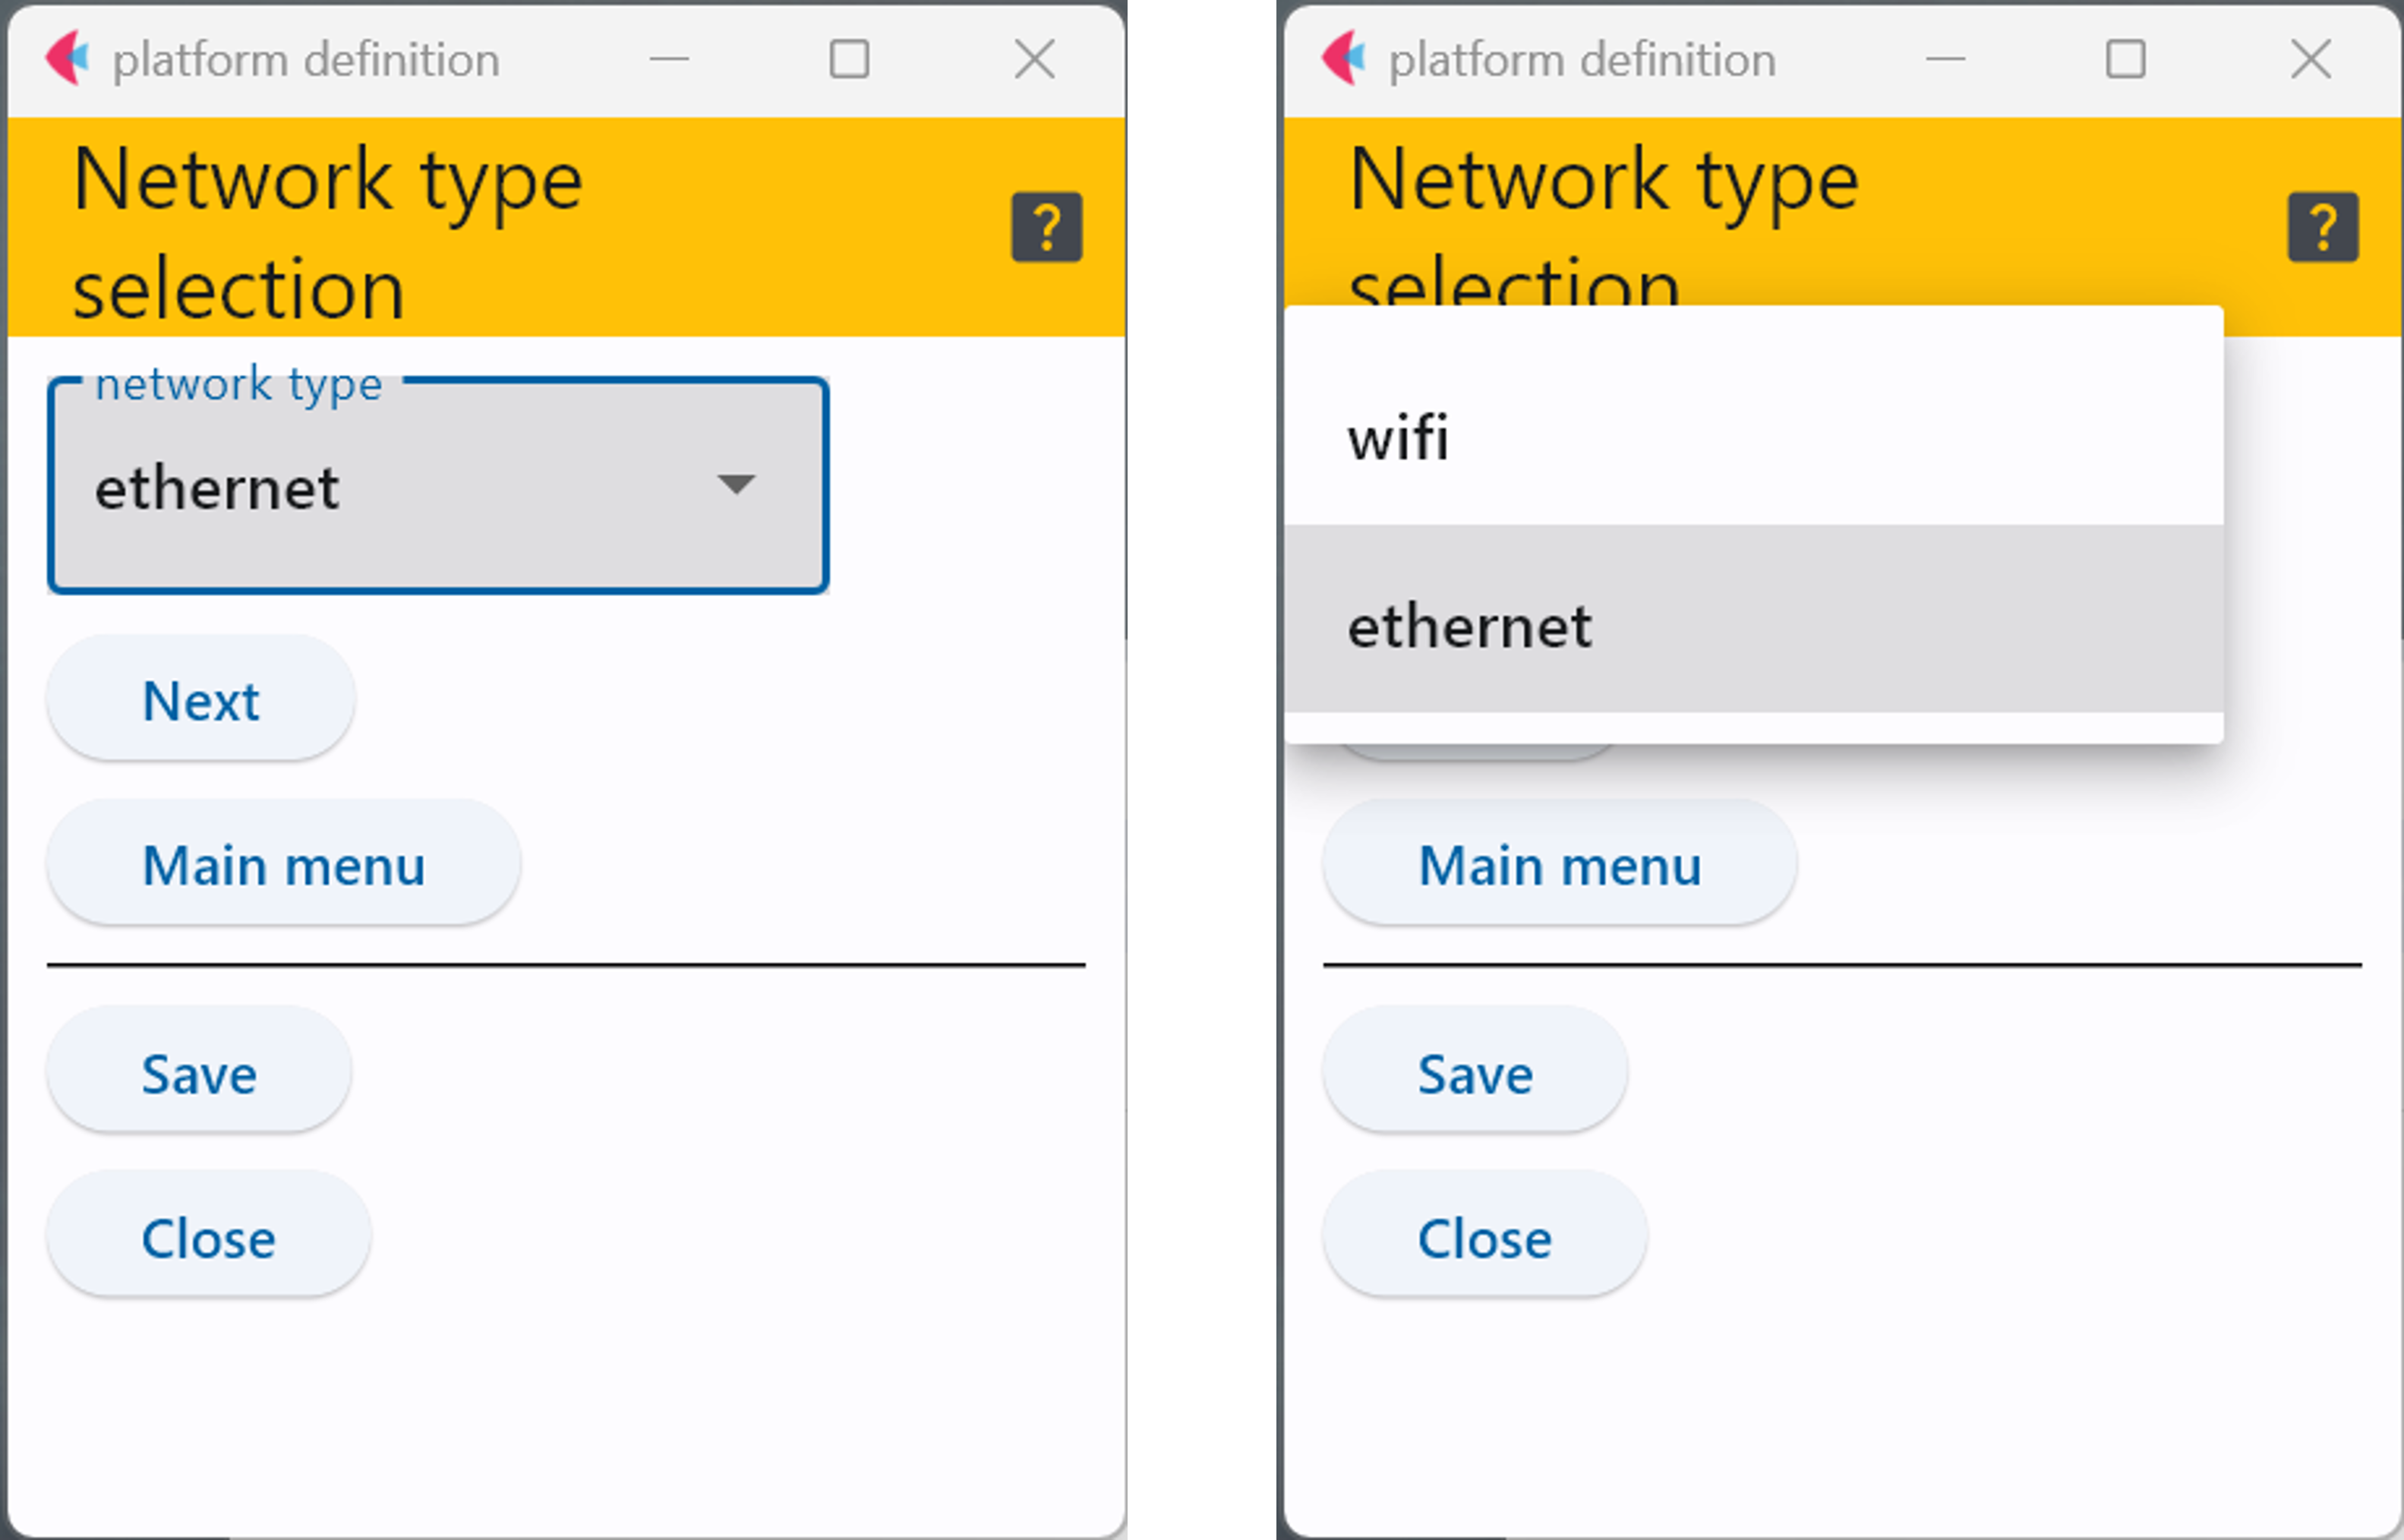 platform definition
Network type
selection
?
network type
ethernet
Next
Main menu
Save
Close
platform definition
Network type
selection
?
wifi
ethernet
Main menu
Save
Close